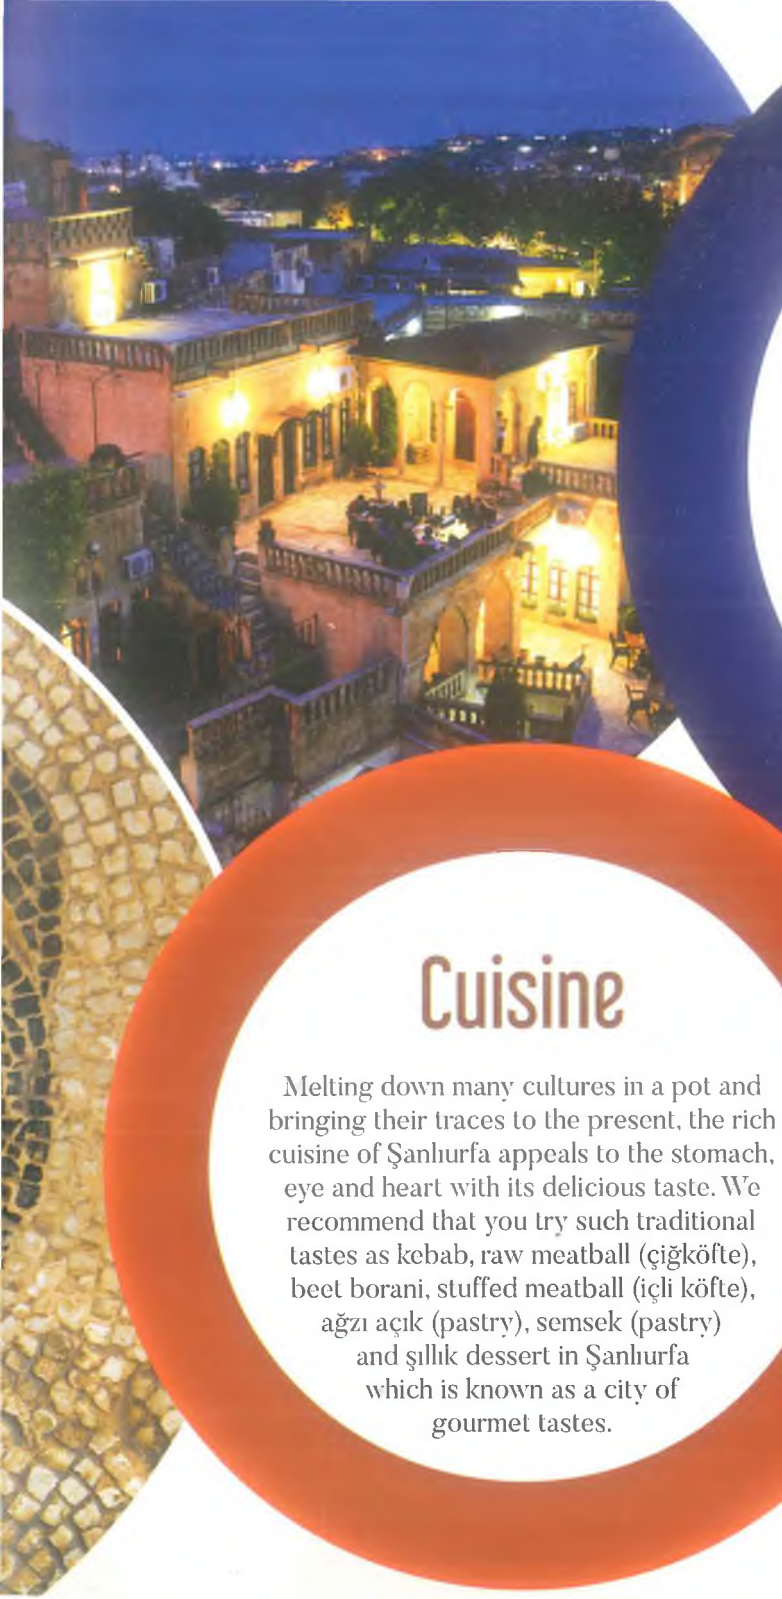 Cuisine
Melting down many cultures in a pot and
bringing their traces to the present, the rich
cuisine of Şanlıurfa appeals to the stomach,
eye and heart with its delicious taste. We
recommend that you try such traditional
tastes as kebab, raw meatball (çiğköfte),
beet borani, stuffed meatball (içli köfte),
ağzı açık (pastry), semsek (pastry)
and şıllık dessert in Şanlıurfa
which is known as a city of
gourmet tastes.